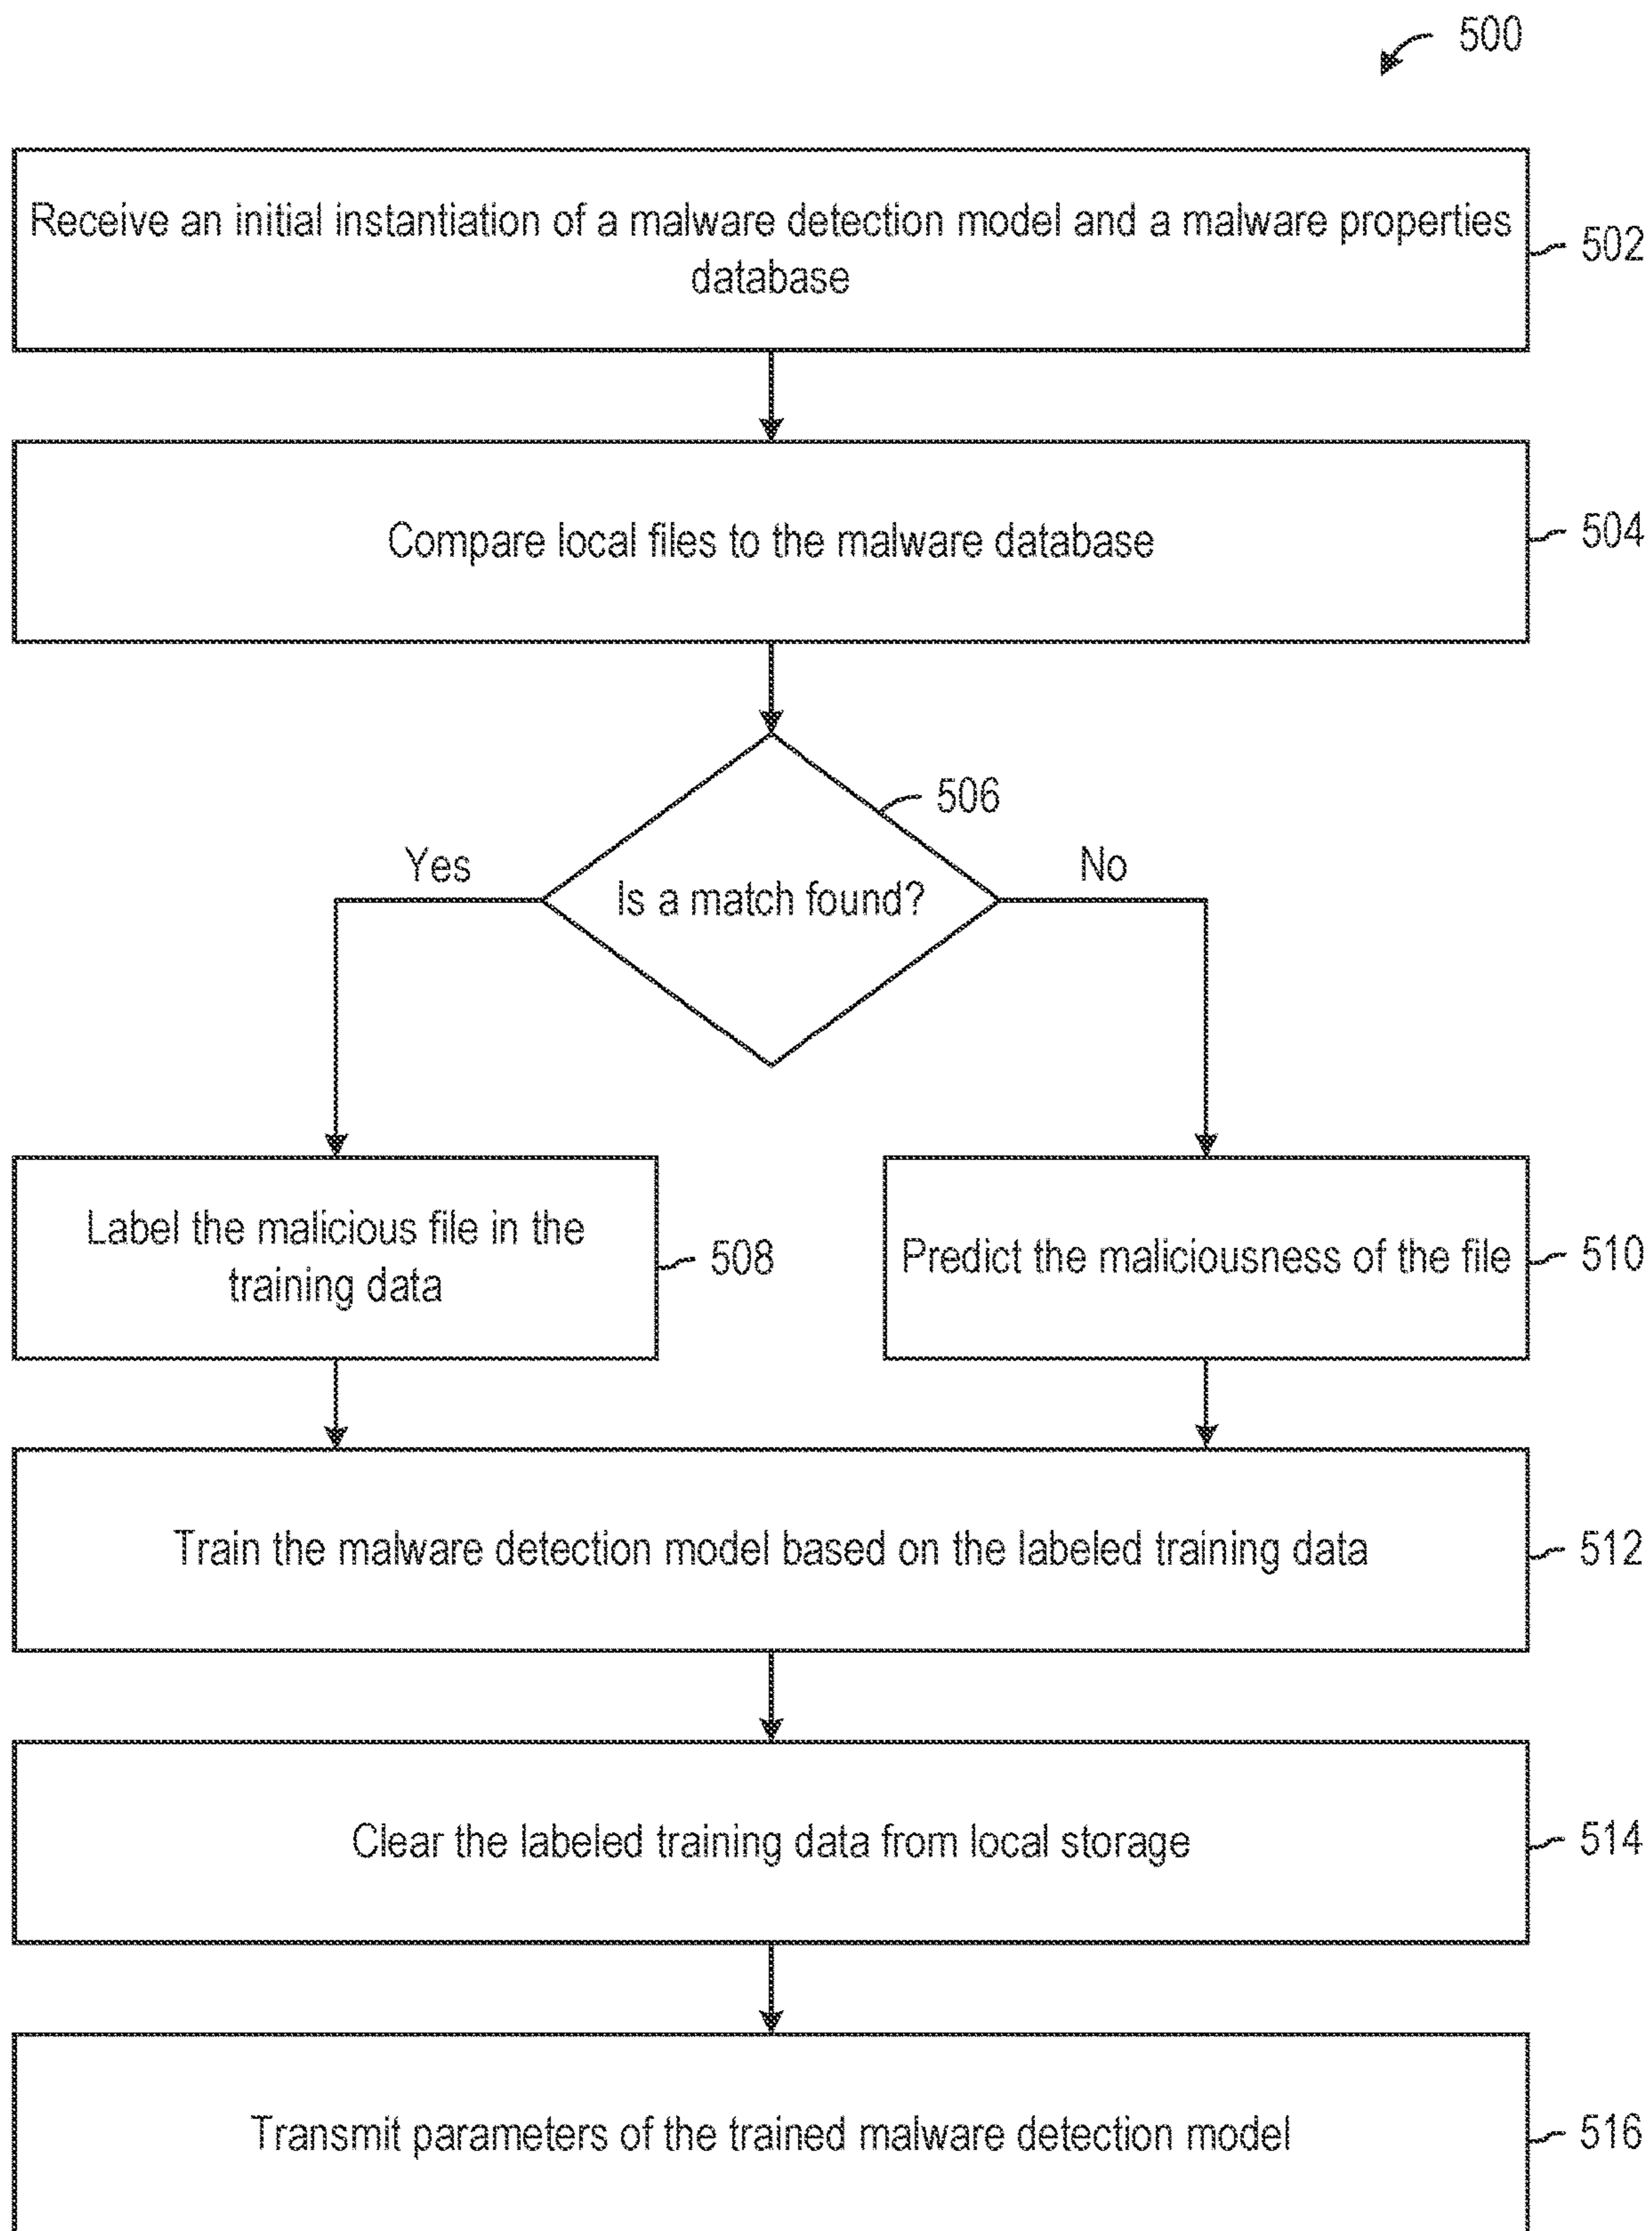 500
Receive an initial instantiation of a malware detection model and a malware properties
database
502
Compare local files to the malware database
504
506
Yes
No
Is a match found?
Label the malicious file in the
training data
508
Predict the maliciousness of the file
510
Train the malware detection model based on the labeled training data
512
Clear the labeled training data from local storage
514
Transmit parameters of the trained malware detection model
516